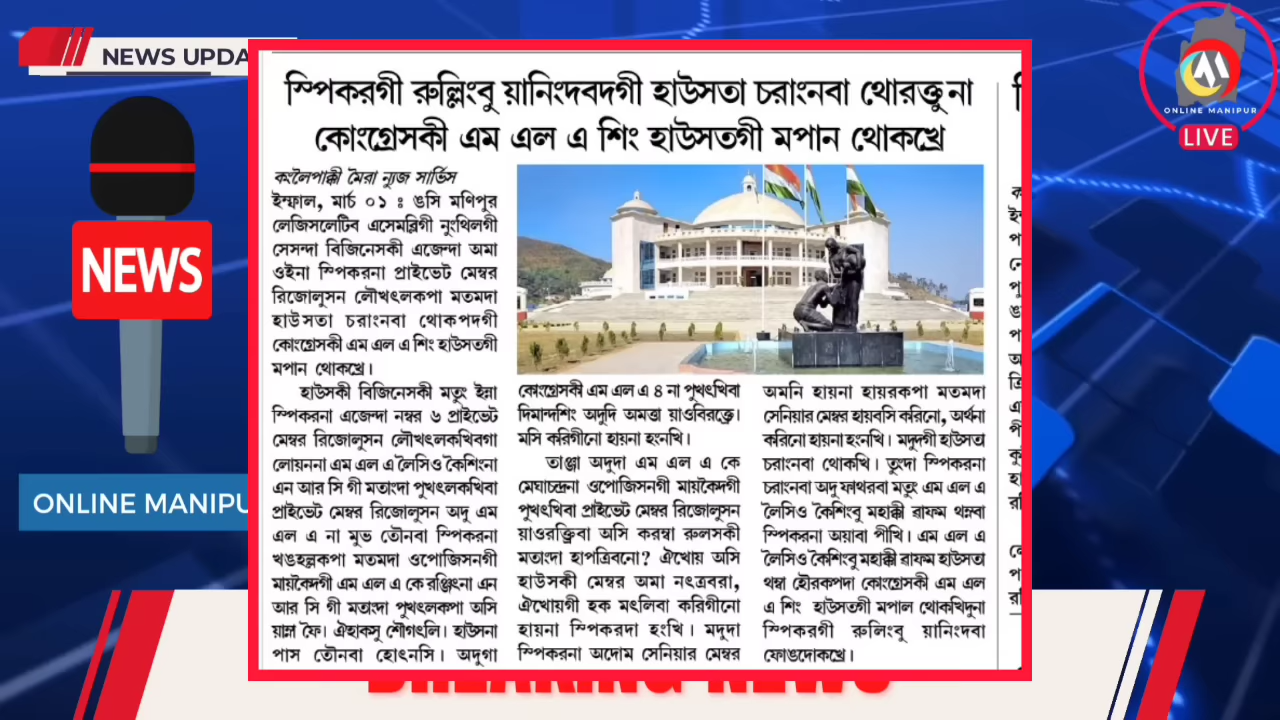 NEWS UPDA
ONLINE MANIPUR
LIVE
NEWS
ONLINE MANIPU
স্পিকরগী রুল্লিংবু য়ানিংদবদগী হাউসতা চরাংনবা থোরক্তুনা
কোংগ্রেসকী এম এল এ শিং হাউসতগী মপান থোকখ্রে
কংলৈপাক্কী মৈরা ন্যুজ সার্ভিস
ইম্ফাল, মার্চ ০১ ঃ ঙসি মণিপুর
লেজিসলেটিব এসেমব্লিগী নুংথিলগী
সেসন্দা বিজিনেসকী এজেন্দা অমা
ওইনা স্পিকরনা প্রাইভেট মেম্বর
রিজোলুসন লৌখৎলকপা মতমদা
হাউসতা চরাংনবা থোকপদগী
কোংগ্রেসকী এম এল এ শিং হাউসতগী
মপান থোকখ্রে।
হাউসকী বিজিনেসকী মতুং ইন্না
স্পিকরনা এজেন্দা নম্বর ৬ প্রাইভেট
মেম্বর রিজোলুসন লৌখৎলকখিবগা
লোয়ননা এম এল এ লৈসিও কৈশিংনা
এন আর সি গী মতাংদা পুখৎলকখিবা
প্রাইভেট মেম্বর রিজোলুসন অদু এম
এল এ না মুভ তৌনবা স্পিকরনা
খঙহল্লকপা মতমদা ওপোজিসনগী
মায়কৈদগী এম এল এ কে রঞ্জিৎনা এন
আর সি গী মতাংদা পুখৎলকপা অসি
য়াম্না ফৈ। ঐহাকসু শৌগৎলি। হাউসনা
পাস তৌনবা হোৎনসি। অদুগা
কোংগ্রেসকী এম এল এ ৪ না পুথৎখিবা
দিমান্দশিং অদুদি অমত্তা য়াওবিরক্ত্রে।
মসি করিগীনো হায়না হংনখি।
তাঞ্জা অদুদা এম এল এ কে
মেঘাচন্দ্রনা ওপোজিসনগী মায়কৈদগী
পুখৎখিবা প্রাইভেট মেম্বর রিজোলুসন
য়াওরক্ত্রিবা অসি করম্বা রুলসকী
মতাংদা হাপত্রিবনো? ঐখোয় অসি
হাউসকী মেম্বর অমা নৎত্রবরা,
ঐখোয়গী হক মৎলিবা করিগীনো
হায়না স্পিকরদা হংখি। মদুদা
স্পিকরনা অদোম সেনিয়ার মেম্বর
অমনি হায়না হায়রকপা মতমদা
সেনিয়ার মেম্বর হায়বসি করিনো, অর্থনা
করিনো হায়না হংনখি। মদুদগী হাউসতা
চরাংনবা থোকখি। তুংদা স্পিকরনা
চরাংনবা অদু ফাথরবা মতুং এম এল এ
লৈসিও কৈশিংবু মহাক্কী ৱাফম থম্নবা
স্পিকরনা অয়াবা পীখি। এম এল এ
লৈসিও কৈশিংবু মহাক্কী ৱাফম হাউসতা
থম্বা হৌরকপদা কোংগ্রেসকী এম এল
এ শিং হাউসতগী মপাল থোকখিদুনা
স্পিকরগী রুলিংবু য়ানিংদবা
ফোঙদোকখ্রে।
BREAKING NEWS